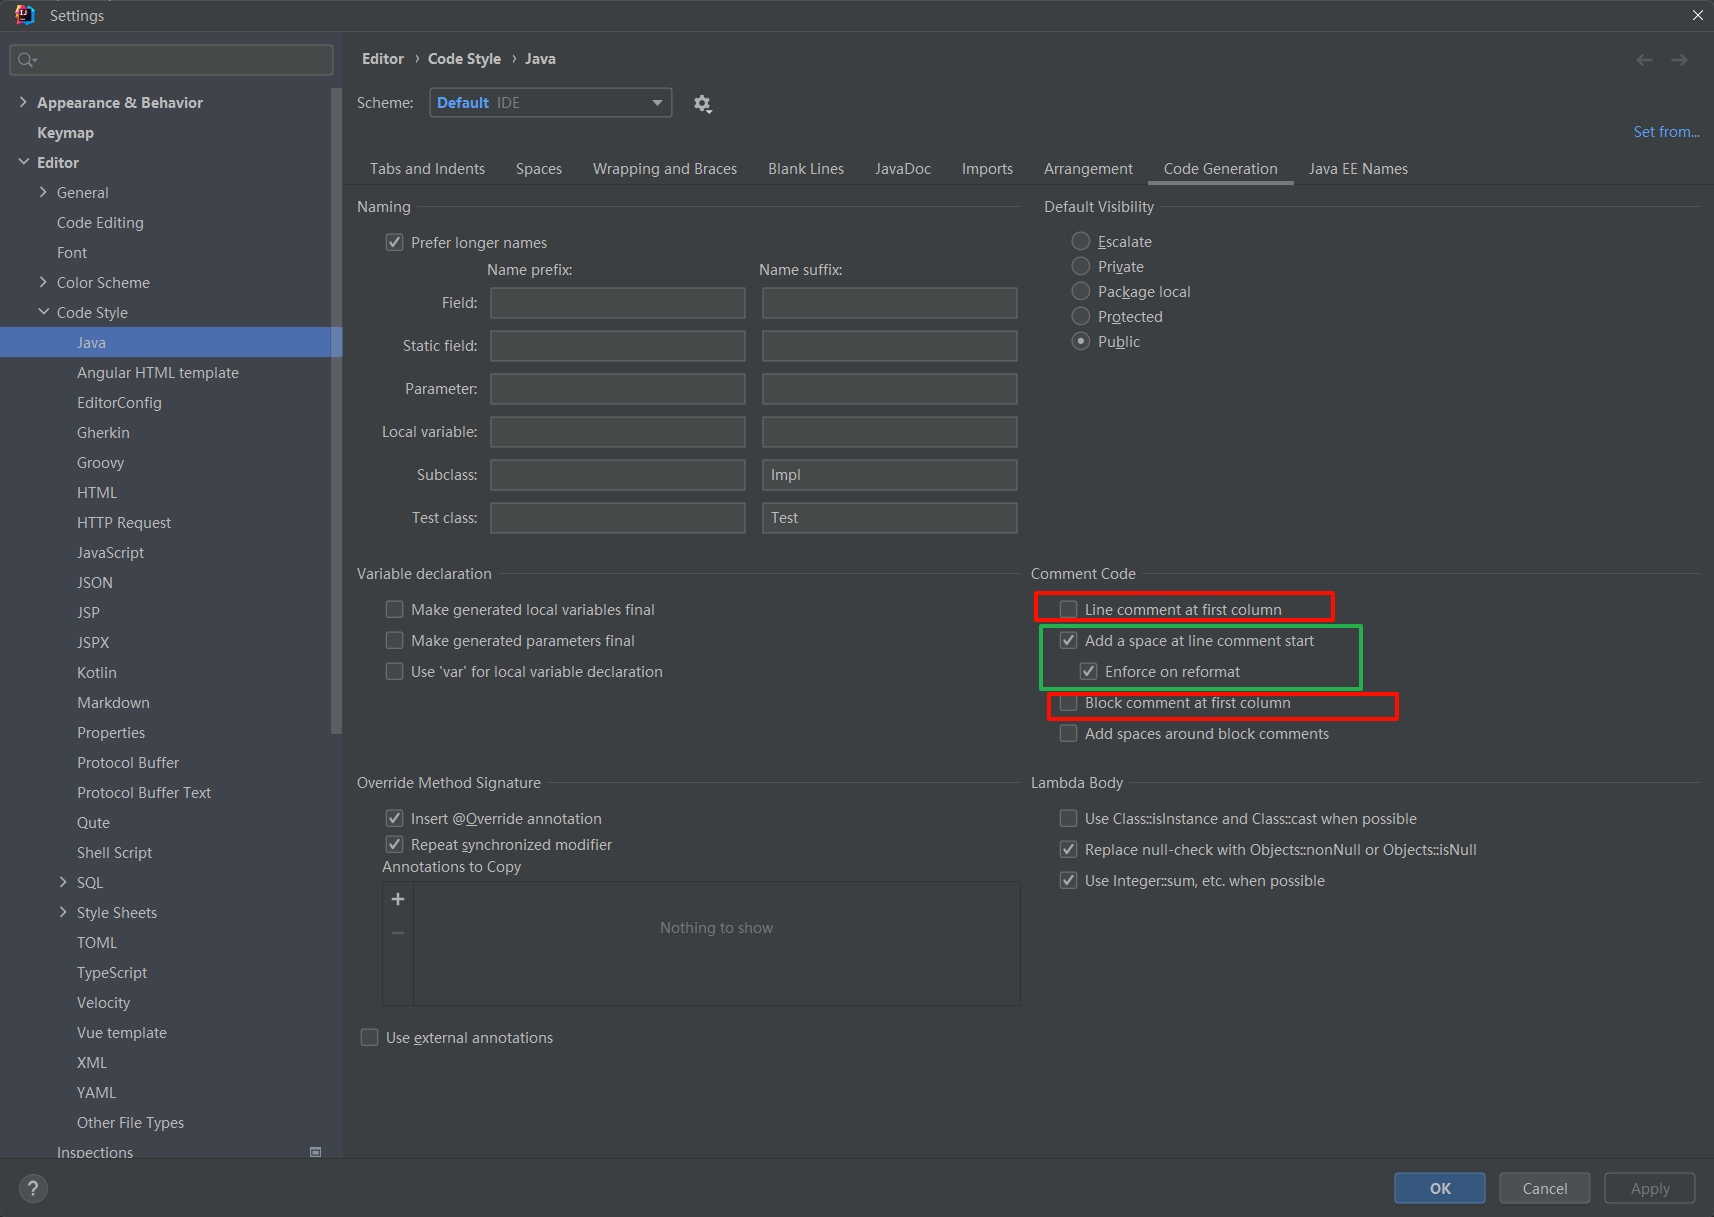 Settings
Appearance & Behavior
Keymap
Editor
General
Code Editing
Font
Color Scheme
Code Style
Java
Angular HTML template
EditorConfig
Gherkin
Groovy
HTML
HTTP Request
JavaScript
JSON
JSP
JSPX
Kotlin
Markdown
Properties
Protocol Buffer
Protocol Buffer Text
Qute
Shell Script
SQL
Style Sheets
TOML
TypeScript
Velocity
Vue template
XML
YAML
Other File Types
Inspections
Editor › Code Style › Java
Scheme: Default IDE
Set from...
Tabs and Indents Spaces Wrapping and Braces Blank Lines JavaDoc Imports Arrangement Code Generation Java EE Names
Naming
Prefer longer names
Name prefix: Name suffix:
Field:
Static field:
Parameter:
Local variable:
Subclass: Impl
Test class: Test
Default Visibility
Escalate
Private
Package local
Protected
Public
Variable declaration
Make generated local variables final
Make generated parameters final
Use 'var' for local variable declaration
Comment Code
Line comment at first column
Add a space at line comment start
Enforce on reformat
Block comment at first column
Add spaces around block comments
Override Method Signature
Insert @Override annotation
Repeat synchronized modifier
Annotations to Copy
Nothing to show
Use external annotations
Lambda Body
Use Class::isInstance and Class::cast when possible
Replace null-check with Objects::nonNull or Objects::isNull
Use Integer::sum, etc. when possible
?
OK Cancel Apply